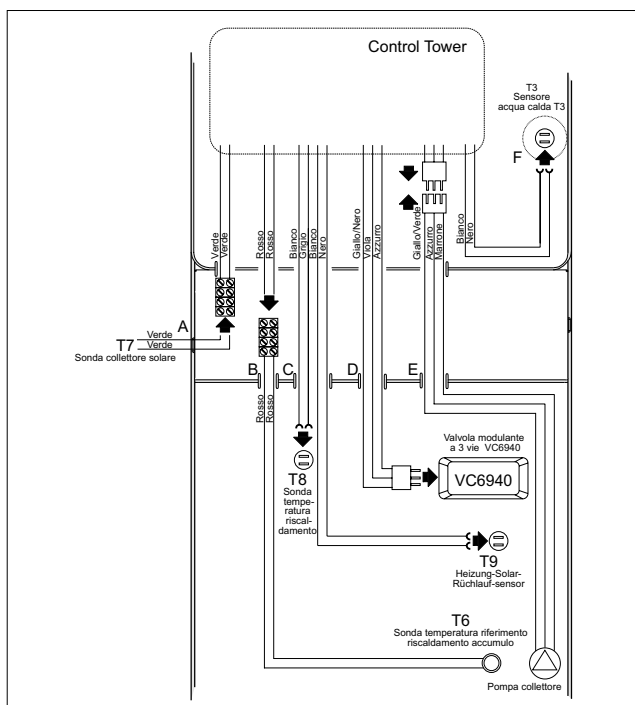 Control Tower
T3
Sensore
acqua calda T3
F
Verde
Verde
Rosso
Rosso
Bianco
Grigio
Bianco
Nero
Giallo/Nero
Viola
Azzurro
Giallo/Verde
Azzurro
Marrone
Bianco
Nero
A
Verde
Verde
T7
Sonda collettore solare
B
C
D
E
Rosso
Rosso
T8
Sonda
tempe-
ratura
riscal-
damento
Valvola modulante
a 3 vie VC6940
VC6940
T9
Heizung-Solar-
Rüchlauf-sensor
T6
Sonda temperatura riferimento
riscaldamento accumulo
Pompa collettore